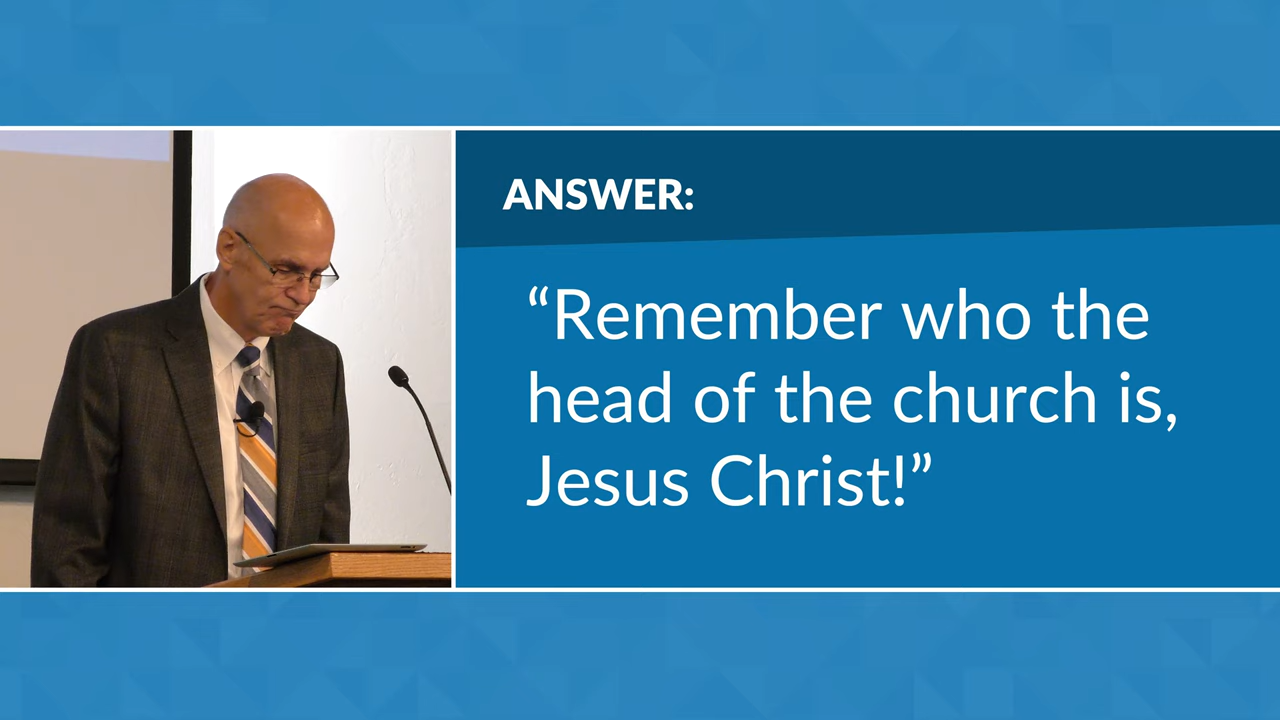 ANSWER:
“Remember who the
head of the church is,
Jesus Christ!”